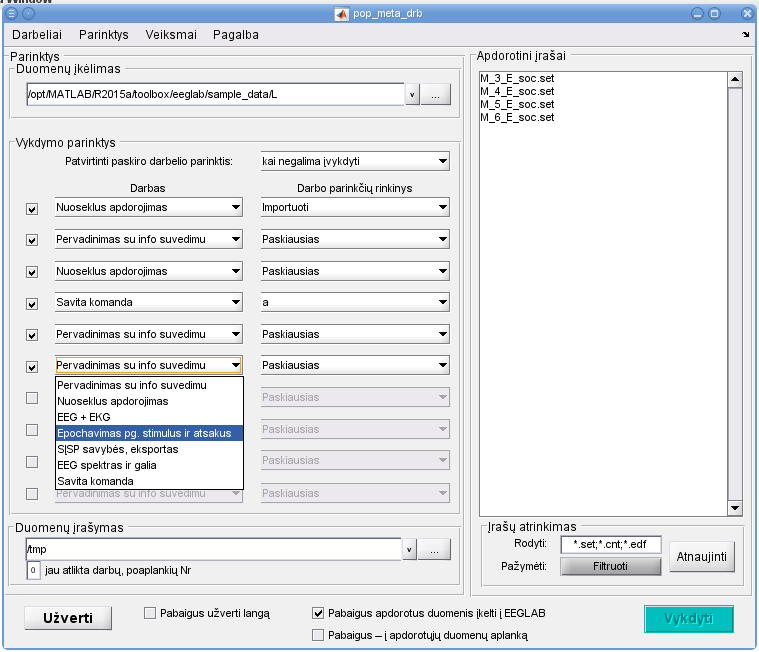 pop_meta_drb
Darbeliai Parinktys Veiksmai Pagalba
Parinktys
Duomenų įkėlimas
/opt/MATLAB/R2015a/toolbox/eeglab/sample_data/L
v ...
Vykdymo parinktys
Patvirtinti paskiro darbelio parinktis: kai negalima įvykdyti
Darbas Darbo parinkčių rinkinys
Nuoseklus apdorojimas Importuoti
Pervadinimas su info suvedimu Paskiausias
Nuoseklus apdorojimas Paskiausias
Savita komanda a
Pervadinimas su info suvedimu Paskiausias
Pervadinimas su info suvedimu Paskiausias
Pervadinimas su info suvedimu
Nuoseklus apdorojimas
EEG + EKG
Epochavimas pg. stimulus ir atsakus
S|SP savybės, eksportas
EEG spektras ir galia
Savita komanda
Paskiausias
Paskiausias
Paskiausias
Pervadinimas su info suvedimu Paskiausias
Duomenų įrašymas
/tmp
v ...
0 jau atlikta darbų, poaplankių Nr
Apdorotini įrašai
M_3_E_soc.set
M_4_E_soc.set
M_5_E_soc.set
M_6_E_soc.set
Įrašų atrinkimas
Rodyti: *.set;*.cnt;*.edf
Pažymėti: Filtruoti
Atnaujinti
Užverti
Pabaigus užverti langą
Pabaigus apdorotus duomenis įkelti į EEGLAB
Pabaigus – į apdorotųjų duomenų aplanką
Vykdyti